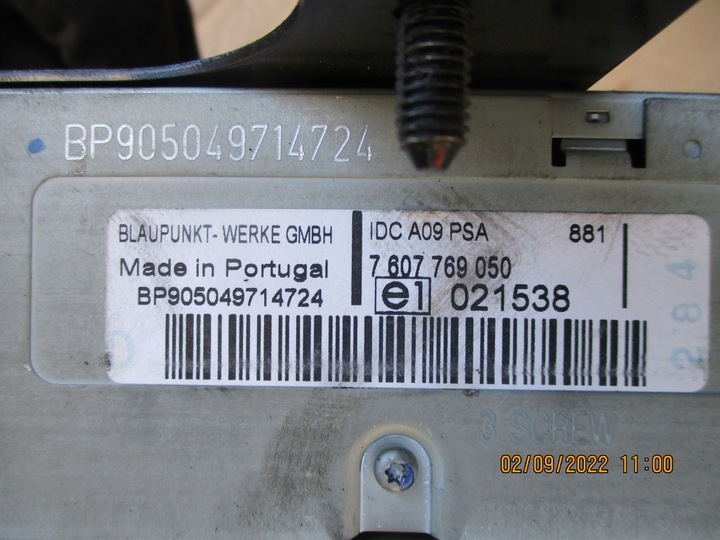 BP905049714724
BLAUPUNKT- WERKE GMBH
Made in Portugal
BP905049714724
IDC A09 PSA 881
7 607 769 050
e1 021538
284
3 SCREW
02/09/2022 11:00